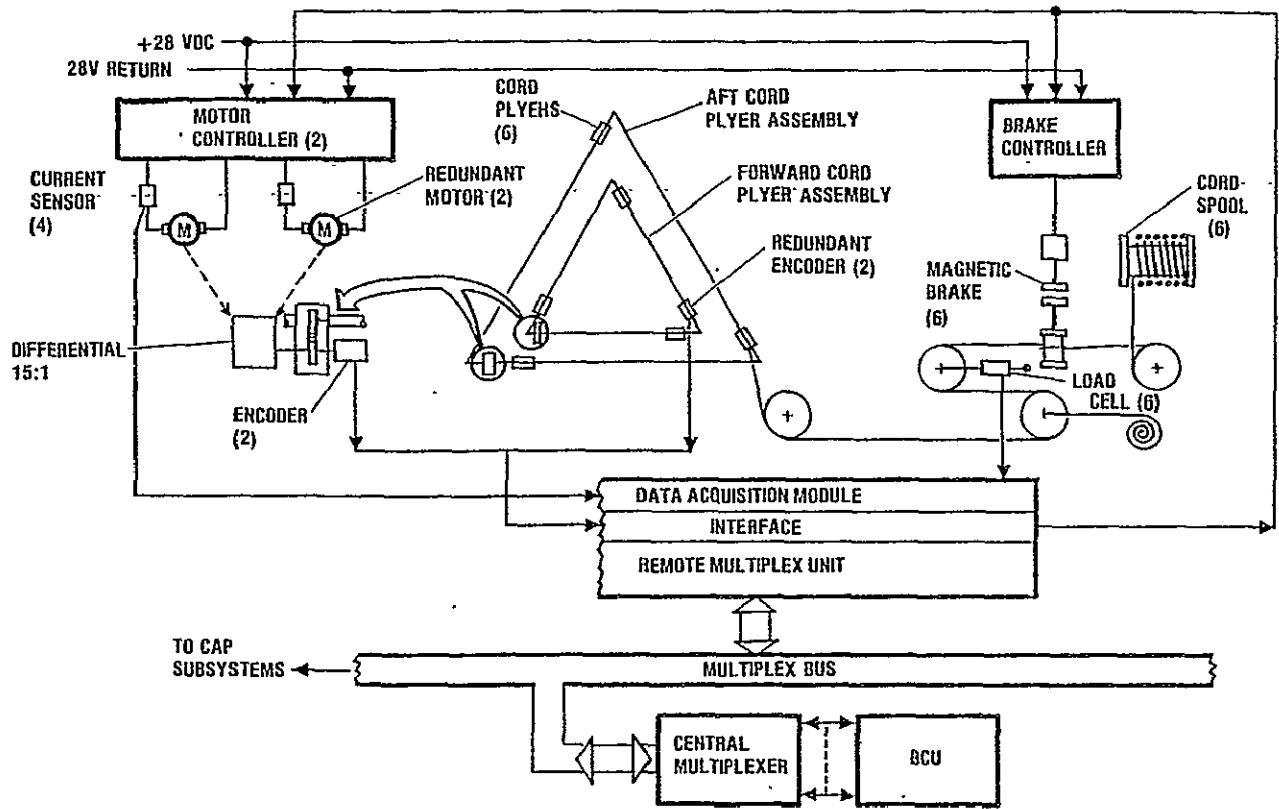 +28 VDC
28V RETURN
MOTOR
CONTROLLER (2)
CURRENT
SENSOR
(4)
REDUNDANT
MOTOR (2)
M
M
CORD
PLYERS
(6)
AFT CORD
PLYER ASSEMBLY
FORWARD CORD
PLYER ASSEMBLY
REDUNDANT
ENCODER (2)
BRAKE
CONTROLLER
CORD
SPOOL
(6)
MAGNETIC
BRAKE
(6)
LOAD
CELL (6)
DIFFERENTIAL
15:1
ENCODER
(2)
DATA ACQUISITION MODULE
INTERFACE
REMOTE MULTIPLEX UNIT
TO CAP
SUBSYSTEMS
MULTIPLEX BUS
CENTRAL
MULTIPLEXER
BCU